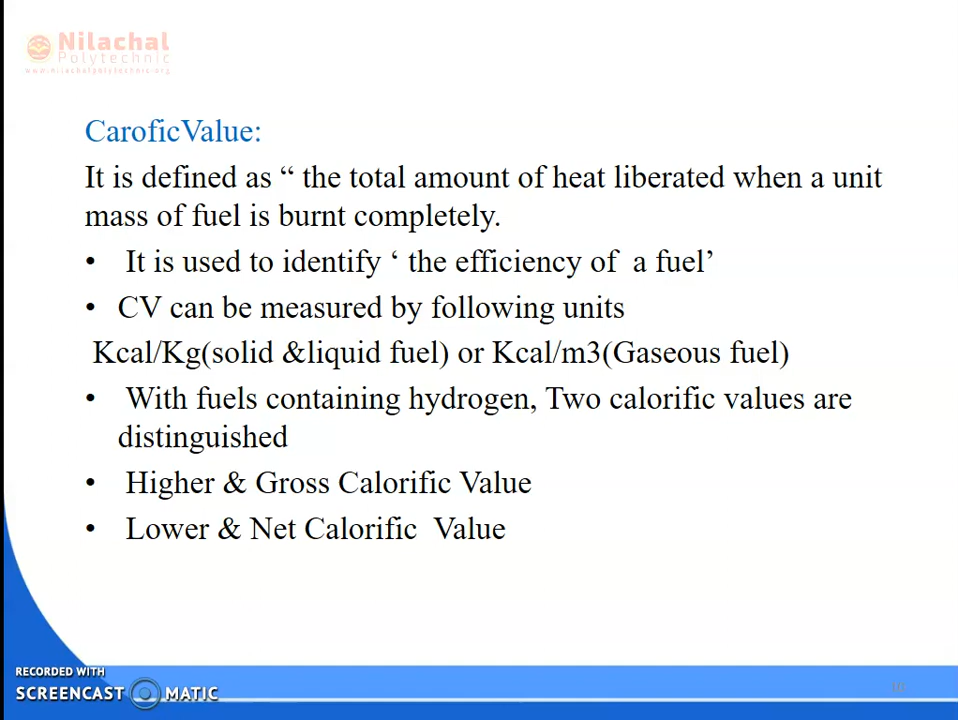 Nilachal
Polytechnic
www.nilachalpolytechnic.org
CaroficValue:
It is defined as “ the total amount of heat liberated when a unit
mass of fuel is burnt completely.
• It is used to identify ‘ the efficiency of a fuel’
• CV can be measured by following units
Kcal/Kg(solid &liquid fuel) or Kcal/m3(Gaseous fuel)
• With fuels containing hydrogen, Two calorific values are
distinguished
• Higher & Gross Calorific Value
• Lower & Net Calorific Value
RECORDED WITH
SCREENCAST MATIC